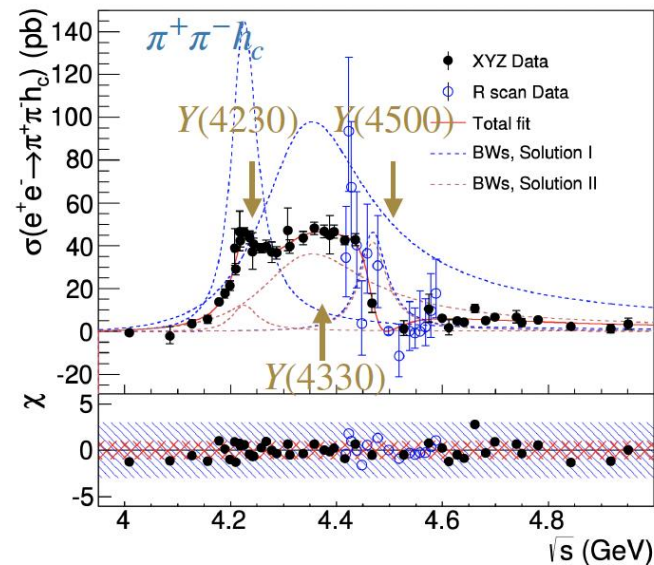 σ(e⁺e⁻→π⁺π⁻h_c) (pb)
140
120
100
80
60
40
20
0
-20
π⁺π⁻h_c
XYZ Data
R scan Data
Total fit
BWs, Solution I
BWs, Solution II
Y(4230)
Y(4500)
Y(4330)
χ
5
0
-5
4
4.2
4.4
4.6
4.8
√s (GeV)